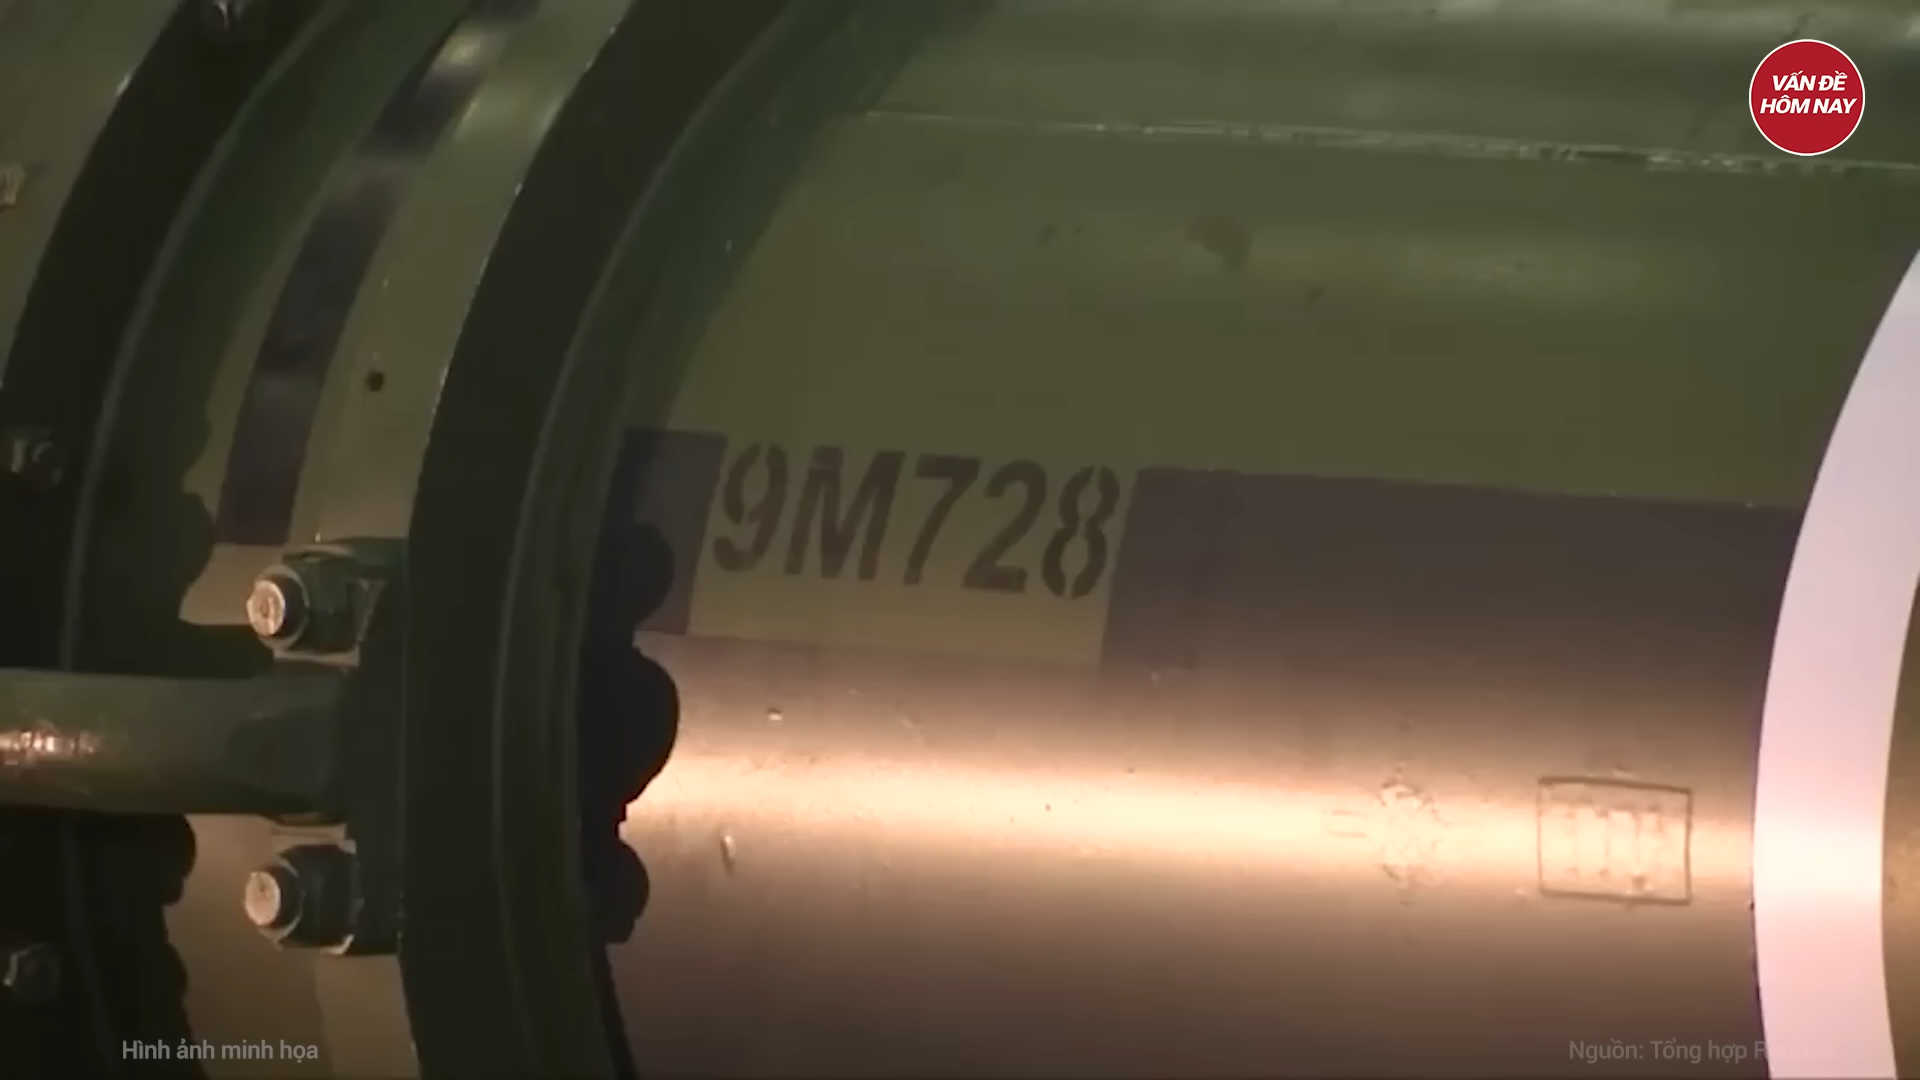 VẤN ĐỀ
HÔM NAY
9M728
Hình ảnh minh họa
Nguồn: Tổng hợp